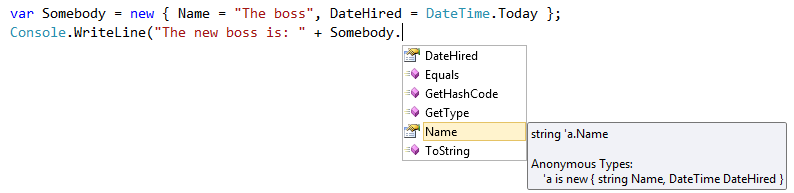 var Somebody = new { Name = "The boss", DateHired = DateTime.Today };
Console.WriteLine("The new boss is: " + Somebody.
DateHired
Equals
GetHashCode
GetType
Name
ToString
string 'a.Name
Anonymous Types:
'a is new { string Name, DateTime DateHired }